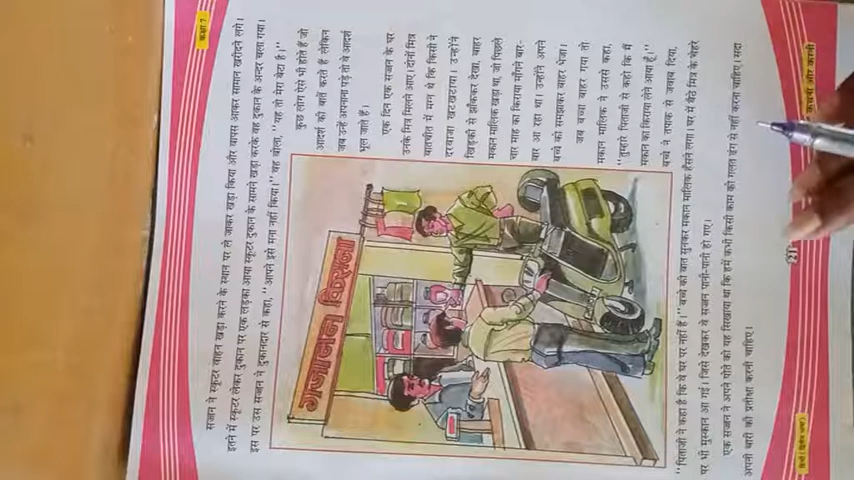 कक्षा 7
कथनी और करनी
सज्जन ने स्कूटर वाहन खड़ा करने के स्थान पर ले जाकर खड़ा किया और वापस आकर सामान खरीदने लगे।
इतने में स्कूटर लेकर दुकान पर एक लड़का आया स्कूटर दुकान के सामने खड़ा करके वह दुकान के अन्दर चला गया।
इस पर उस सज्जन ने दुकानदार से कहा, "आपने इसे मना नहीं किया।" वह बोला, "यह तो मेरा बेटा है।"
गजानन किराना
कुछ लोग ऐसे भी होते हैं जो
आदर्श की बातें करते हैं लेकिन
जब उन्हें अपनाना पड़े तो वे आदर्श
भूल जाते हैं।
एक दिन एक सज्जन के घर
उनके मित्र मिलने आए। दोनों मित्र
बातचीत में मग्न थे कि किसी ने
दरवाजा खटखटाया। उन्होंने
खिड़की से झाँककर देखा, बाहर
मकान मालिक खड़ा था, जो पिछले
चार माह का किराया माँगने बार-
बार आ रहा था। उन्होंने अपने
बच्चे को समझाकर बाहर भेजा।
जब बच्चा बाहर गया तो
मकान मालिक ने उससे कहा,
"तुम्हारे पिताजी से कहो कि मैं
मकान का किराया लेने आया हूँ।"
बच्चे ने तपाक से जवाब दिया,
"पिताजी ने कहा है कि वे घर पर नहीं हैं।" बच्चे की बात सुनकर मकान मालिक हँसने लगा। घर में बैठे मित्र के चेहरे
पर भी मुस्कान आ गई। जिसे देखकर वे सज्जन पानी-पानी हो गए।
एक सज्जन ने अपने पोते को यह सिखाया था कि हमें कभी किसी काम को गलत ढंग से नहीं करना चाहिए। सदा
अपनी बारी की प्रतीक्षा करनी चाहिए।
21